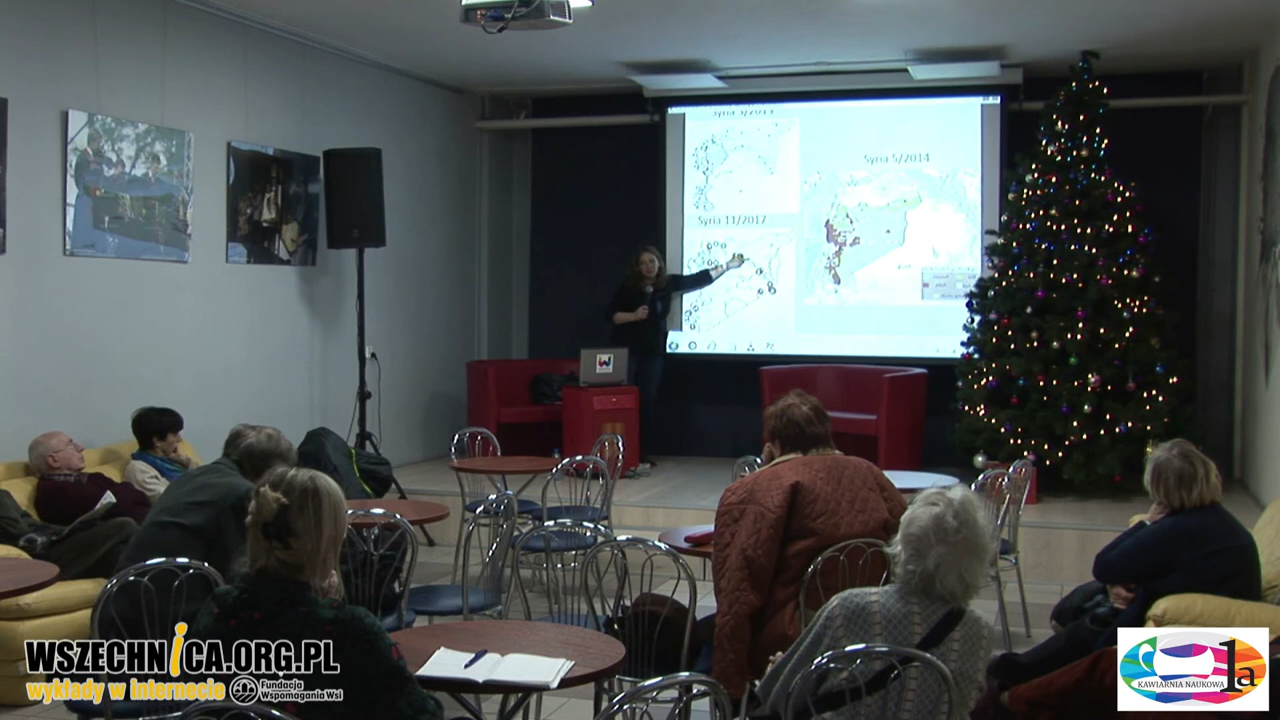 Syria 5/2014
Syria 11/2017
WSZECHNICA.ORG.PL
wykłady w internecie
Fundacja
Wspomagania Wsi
KAWIARNIA NAUKOWA
1a